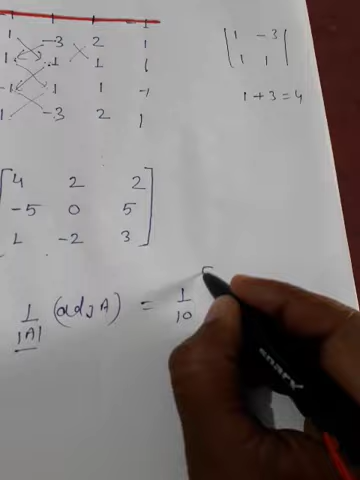 1 -3 2 1
1 1 1 1
-1 1 1 -1
1 -3 2 1
1 -3
1 1
1+3=4
4 2 2
-5 0 5
1 -2 3
1/|A| (adj A) = 1/10
snark